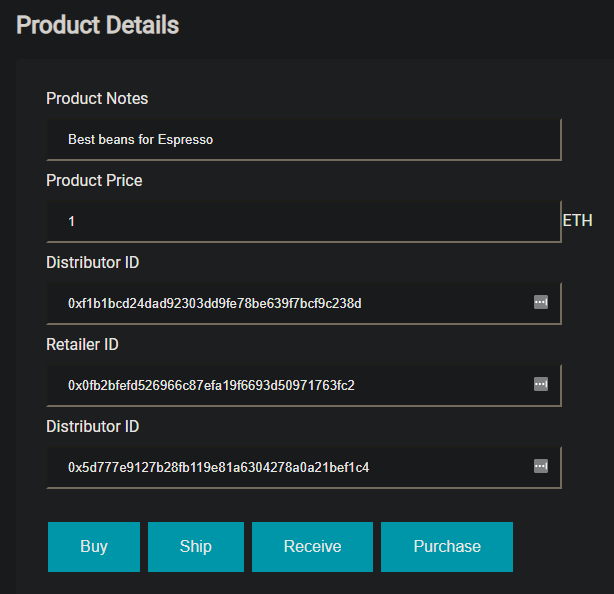 Product Details
Product Notes
Best beans for Espresso
Product Price
1 ETH
Distributor ID
0xf1b1bcd24dad92303dd9fe78be639f7bcf9c238d
Retailer ID
0x0fb2bfefd526966c87efa19f6693d50971763fc2
Distributor ID
0x5d777e9127b28fb119e81a6304278a0a21bef1c4
Buy Ship Receive Purchase